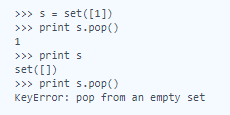 >>> s = set([1])
>>> print s.pop()
1
>>> print s
set([])
>>> print s.pop()
KeyError: pop from an empty set